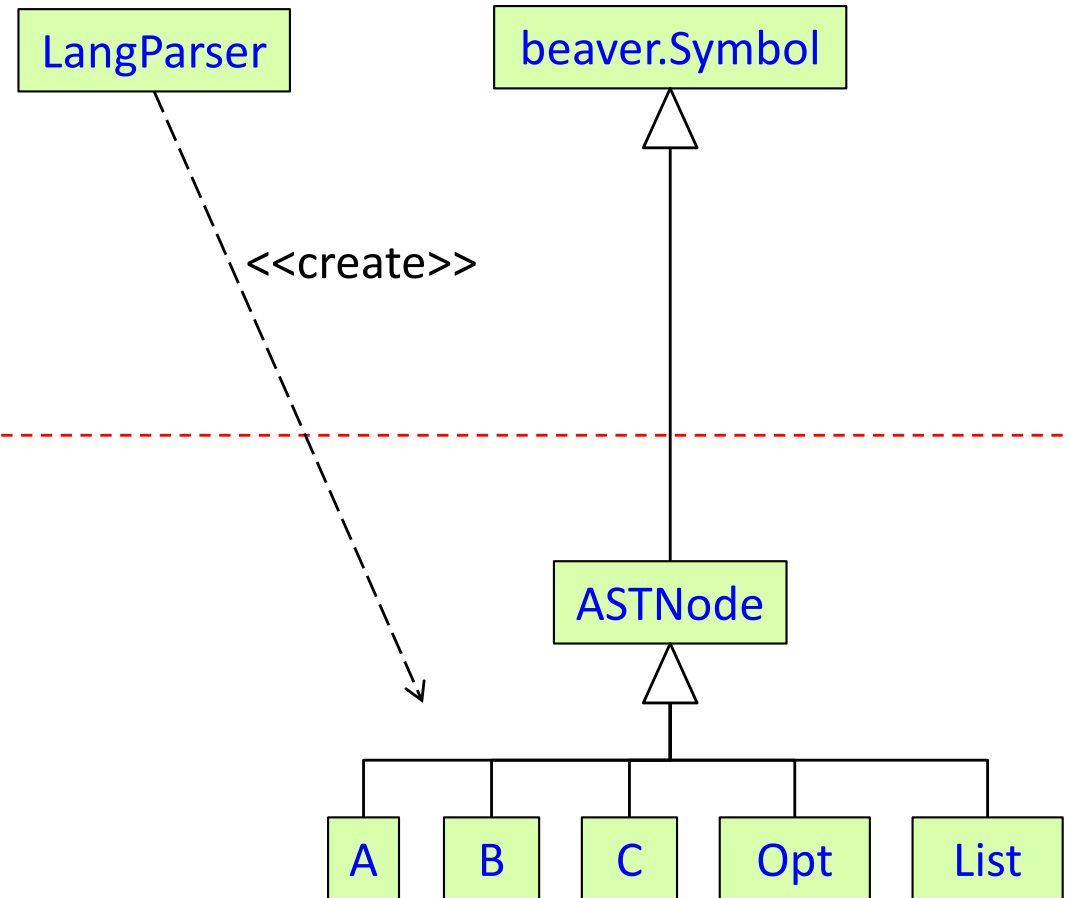 LangParser
beaver.Symbol
<<create>>
ASTNode
A
B
C
Opt
List